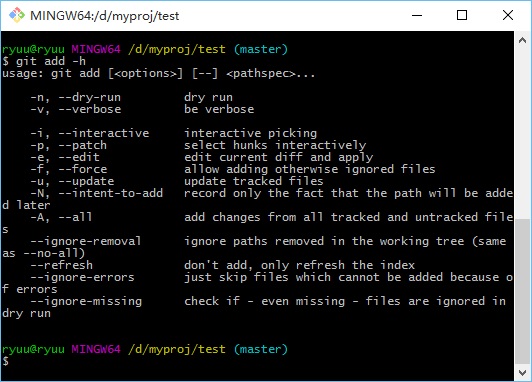 MINGW64:/d/myproj/test
ryuu@ryuu MINGW64 /d/myproj/test (master)
$ git add -h
usage: git add [<options>] [--] <pathspec>...
-n, --dry-run dry run
-v, --verbose be verbose
-i, --interactive interactive picking
-p, --patch select hunks interactively
-e, --edit edit current diff and apply
-f, --force allow adding otherwise ignored files
-u, --update update tracked files
-N, --intent-to-add record only the fact that the path will be adde
d later
-A, --all add changes from all tracked and untracked file
s
--ignore-removal ignore paths removed in the working tree (same
as --no-all)
--refresh don't add, only refresh the index
--ignore-errors just skip files which cannot be added because o
f errors
--ignore-missing check if - even missing - files are ignored in
dry run
ryuu@ryuu MINGW64 /d/myproj/test (master)
$